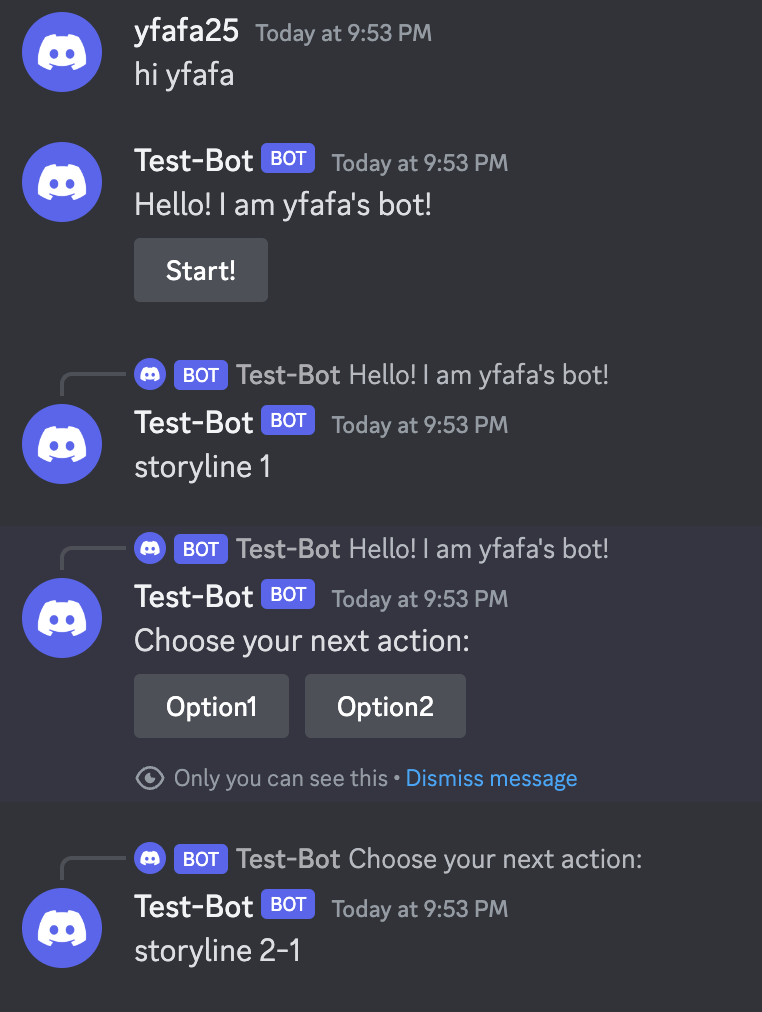 yfafa25 Today at 9:53 PM
hi yfafa
Test-Bot BOT Today at 9:53 PM
Hello! I am yfafa's bot!
Start!
BOT Test-Bot Hello! I am yfafa's bot!
Test-Bot BOT Today at 9:53 PM
storyline 1
BOT Test-Bot Hello! I am yfafa's bot!
Test-Bot BOT Today at 9:53 PM
Choose your next action:
Option1 Option2
Only you can see this • Dismiss message
BOT Test-Bot Choose your next action:
Test-Bot BOT Today at 9:53 PM
storyline 2-1